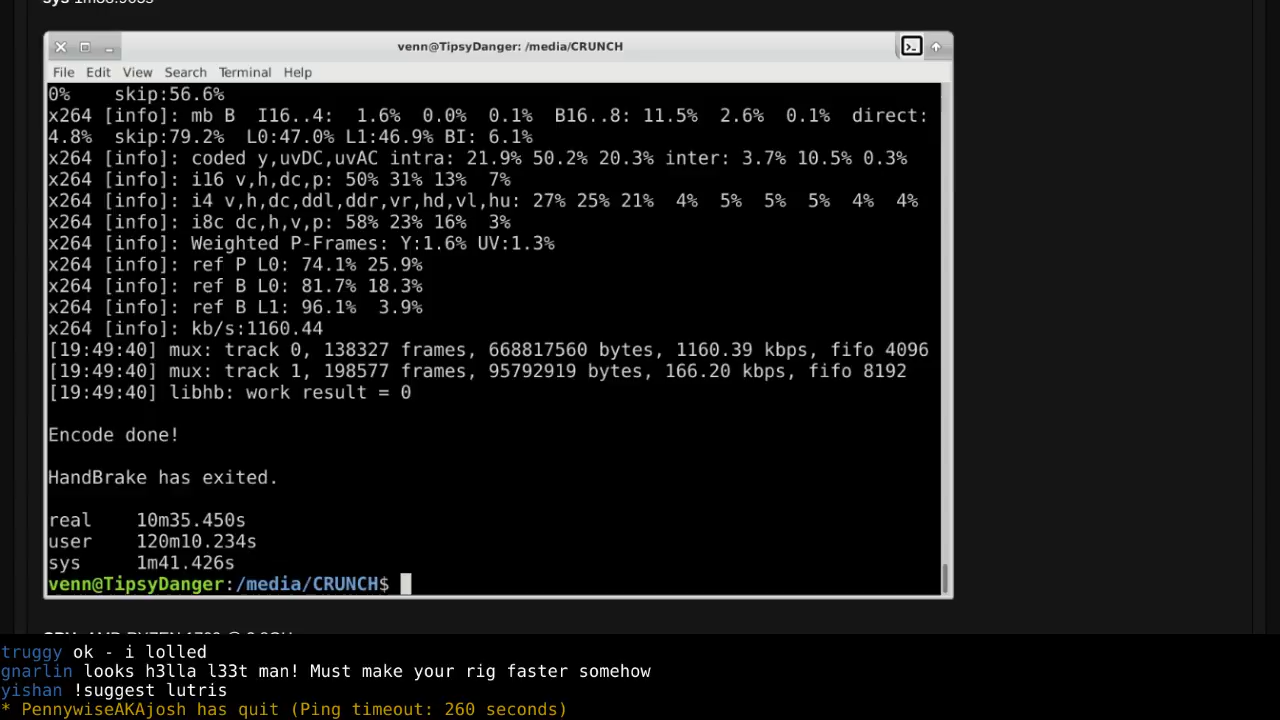 venn@TipsyDanger: /media/CRUNCH
File Edit View Search Terminal Help
0%    skip:56.6%
x264 [info]: mb B  I16..4:  1.6%  0.0%  0.1%  B16..8: 11.5%  2.6%  0.1%  direct:
4.8%  skip:79.2%  L0:47.0% L1:46.9% BI: 6.1%
x264 [info]: coded y,uvDC,uvAC intra: 21.9% 50.2% 20.3% inter: 3.7% 10.5% 0.3%
x264 [info]: i16 v,h,dc,p: 50% 31% 13%  7%
x264 [info]: i4 v,h,dc,ddl,ddr,vr,hd,vl,hu: 27% 25% 21%  4%  5%  5%  5%  4%  4%
x264 [info]: i8c dc,h,v,p: 58% 23% 16%  3%
x264 [info]: Weighted P-Frames: Y:1.6% UV:1.3%
x264 [info]: ref P L0: 74.1% 25.9%
x264 [info]: ref B L0: 81.7% 18.3%
x264 [info]: ref B L1: 96.1%  3.9%
x264 [info]: kb/s:1160.44
[19:49:40] mux: track 0, 138327 frames, 668817560 bytes, 1160.39 kbps, fifo 4096
[19:49:40] mux: track 1, 198577 frames, 95792919 bytes, 166.20 kbps, fifo 8192
[19:49:40] libhb: work result = 0
Encode done!
HandBrake has exited.
real    10m35.450s
user    120m10.234s
sys     1m41.426s
venn@TipsyDanger:/media/CRUNCH$
truggy ok - i lolled
gnarlin looks h3lla l33t man! Must make your rig faster somehow
yishan !suggest lutris
* PennywiseAKAjosh has quit (Ping timeout: 260 seconds)